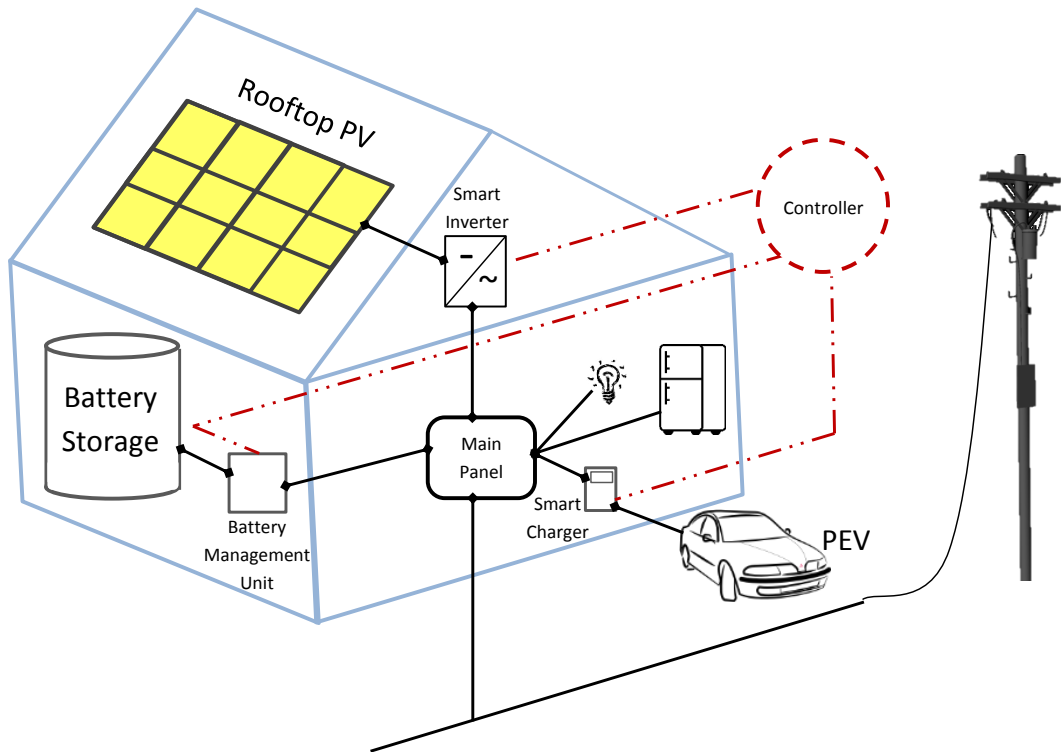 Rooftop PV
Smart
Inverter
Controller
Battery
Storage
Main
Panel
Smart
Charger
PEV
Battery
Management
Unit